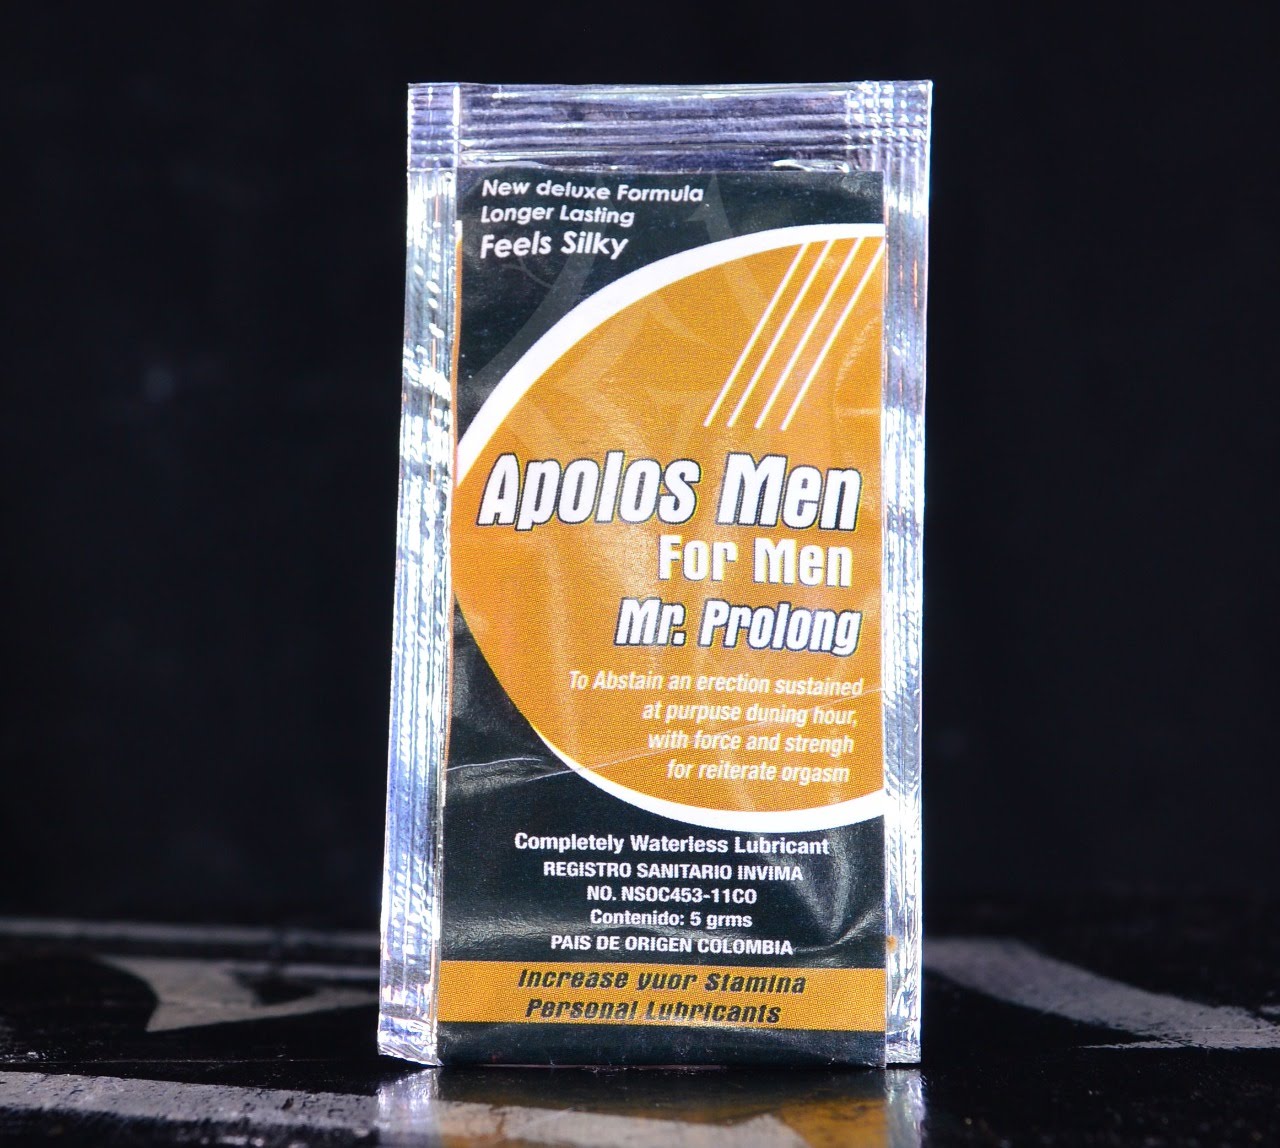 New deluxe Formula
Longer Lasting
Feels Silky
Apolos Men
For Men
Mr. Prolong
To Abstain an erection sustained
at purpuse duning hour,
with force and strengh
for reiterate orgasm
Completely Waterless Lubricant
REGISTRO SANITARIO INVIMA
NO. NSOC453-11CO
Contenido: 5 grms
PAIS DE ORIGEN COLOMBIA
Increase yuor Stamina
Personal Lubricants